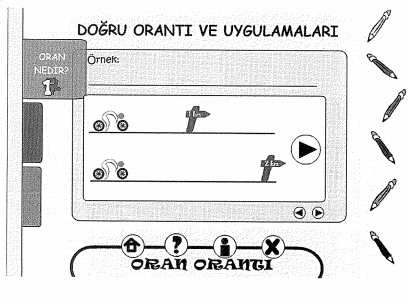 DOĞRU ORANTI VE UYGULAMALARI
ORAN
NEDİR?
Örnek:
ORAN ORANTI